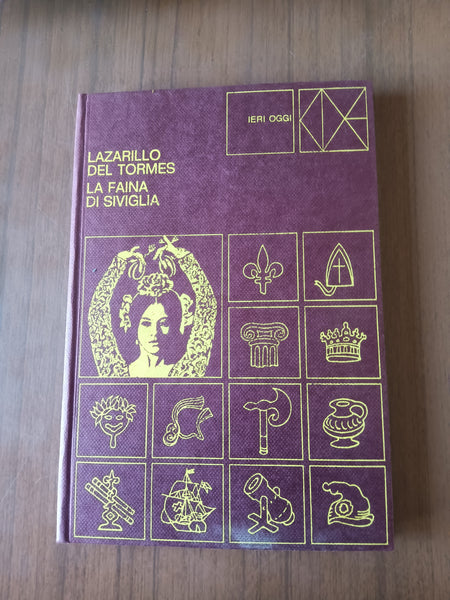 IERI OGGI
LAZARILLO
DEL TORMES
LA FAINA
DI SIVIGLIA